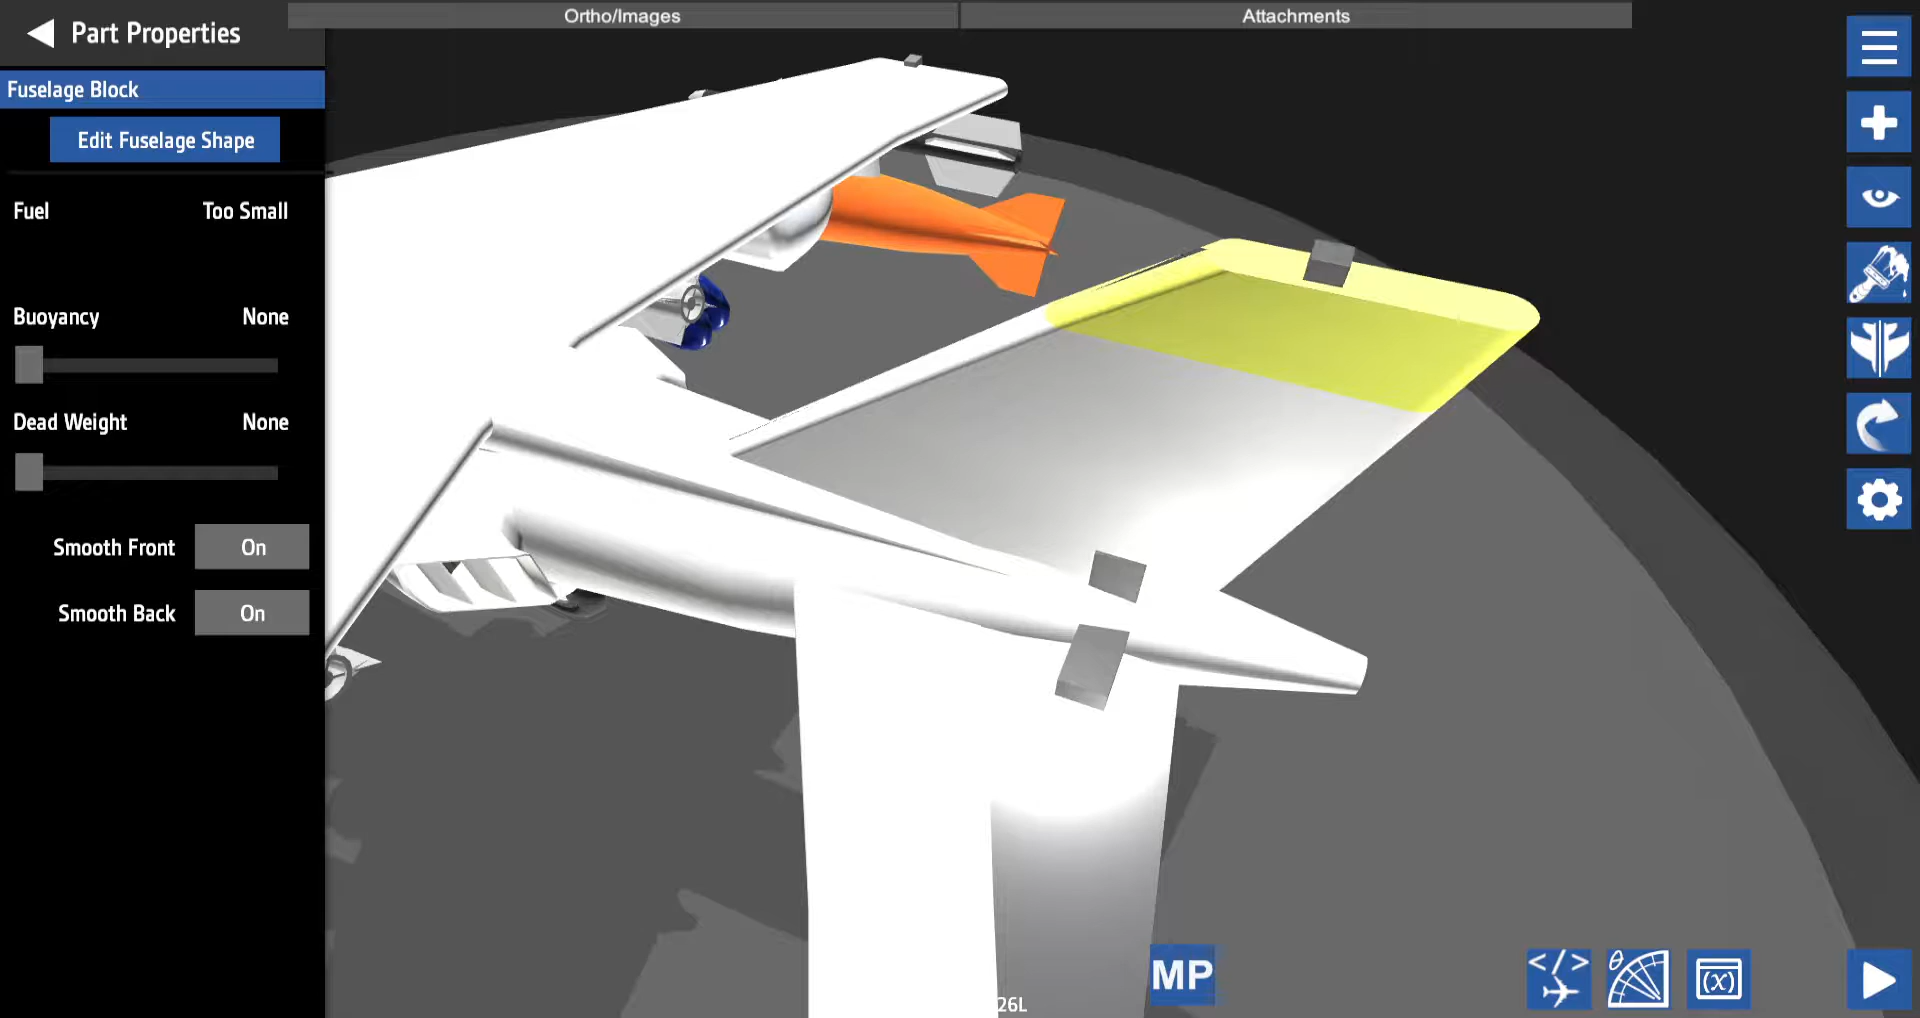 Ortho/Images
Attachments
Part Properties
Fuselage Block
Edit Fuselage Shape
Fuel Too Small
Buoyancy None
Dead Weight None
Smooth Front On
Smooth Back On
MP
26L
</> θ (x)